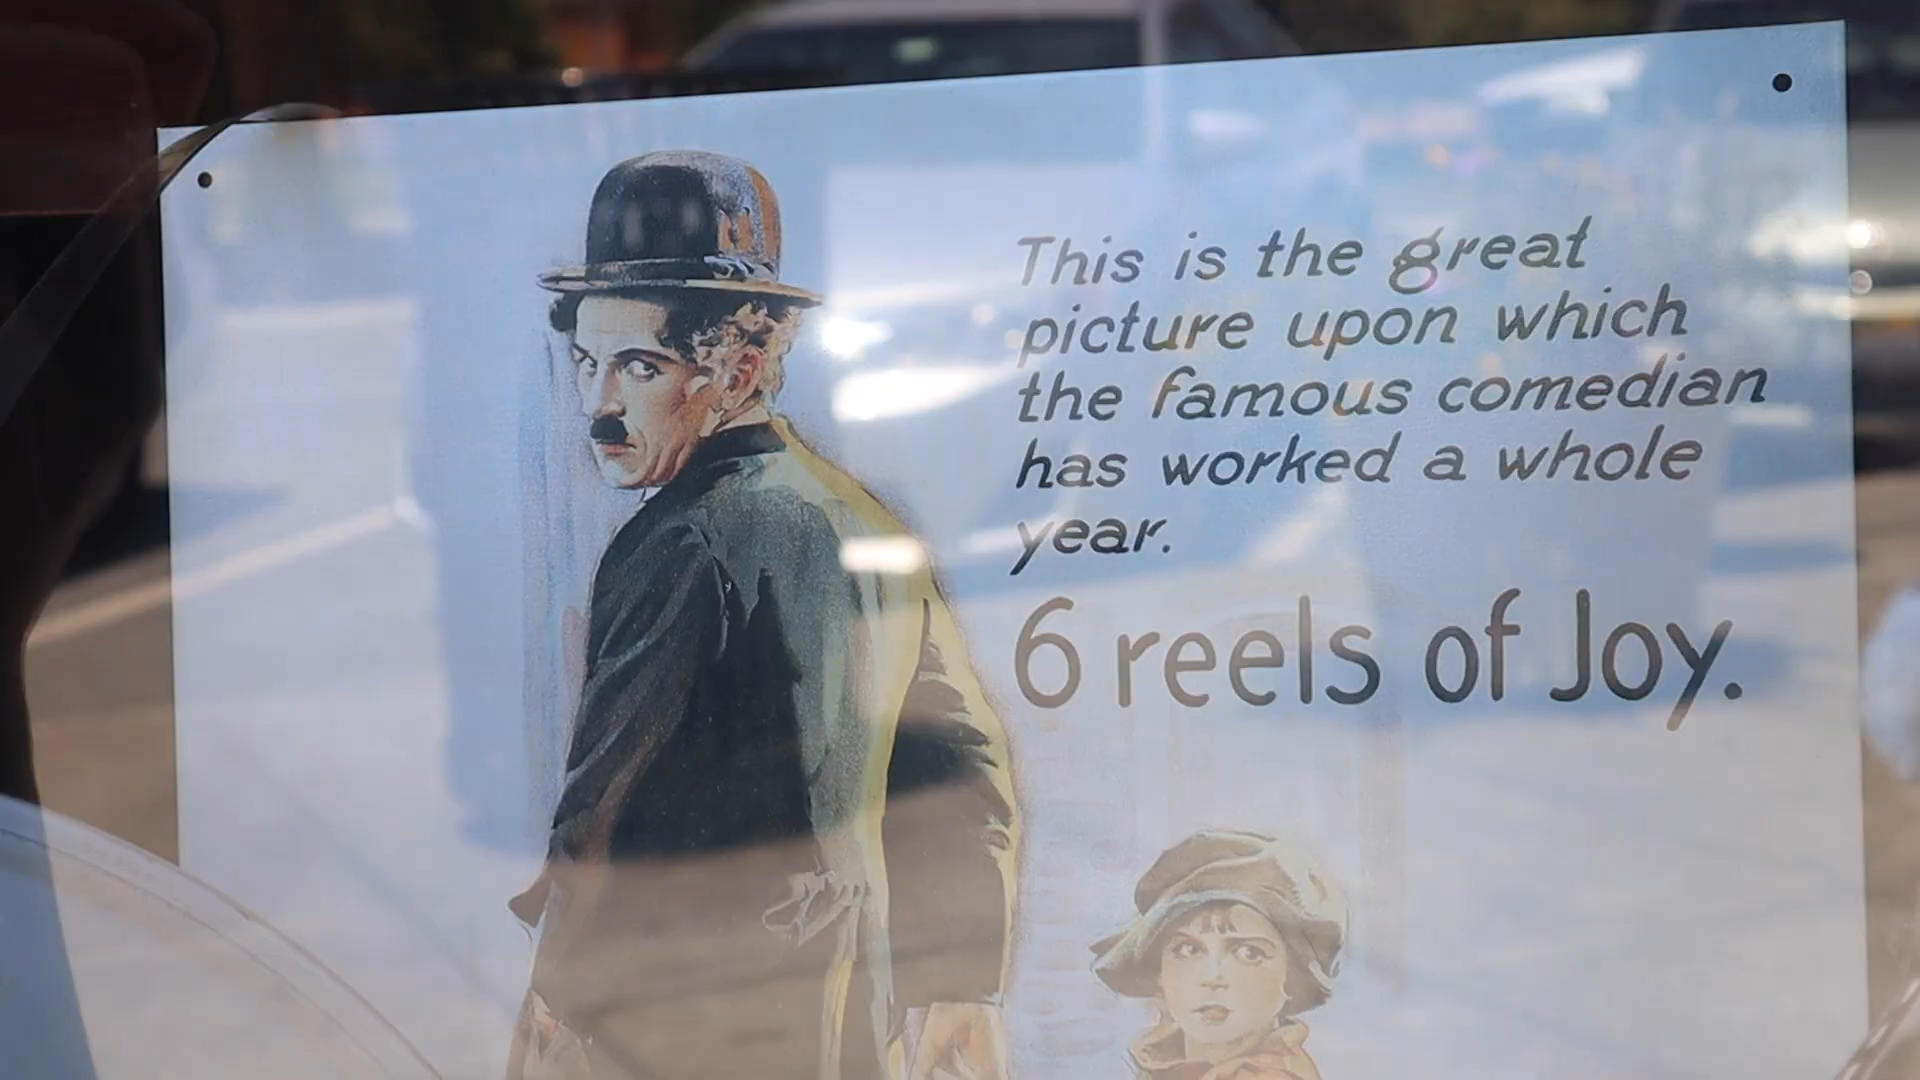 This is the great
picture upon which
the famous comedian
has worked a whole
year.
6 reels of Joy.